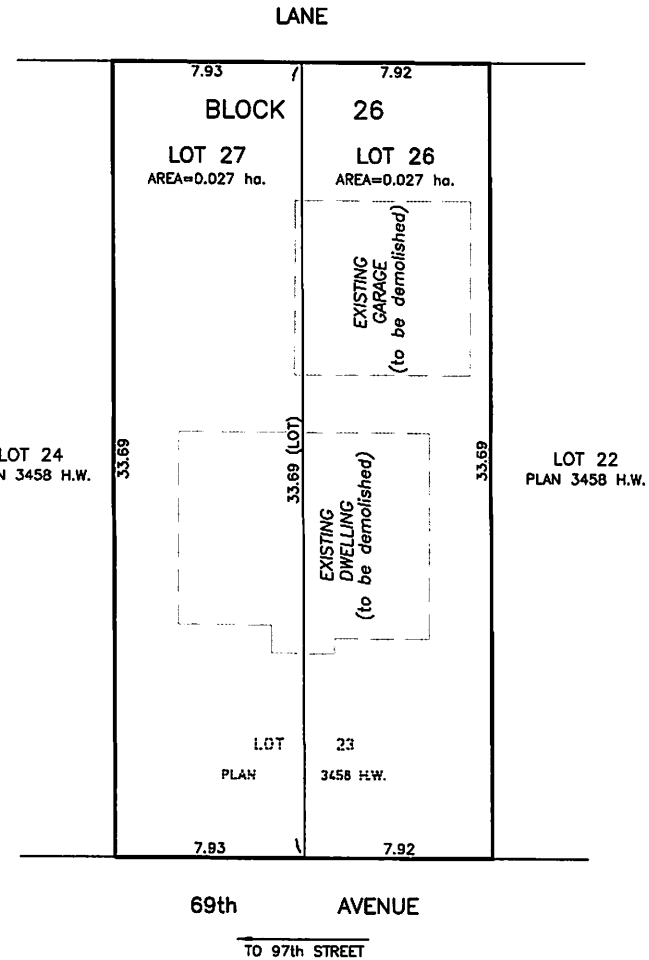 LANE
7.93 7.92
BLOCK 26
LOT 27 LOT 26
AREA=0.027 ha. AREA=0.027 ha.
EXISTING
GARAGE
(to be demolished)
LOT 24
N 3458 H.W.
33.69
33.69 (LOT)
33.69
LOT 22
PLAN 3458 H.W.
EXISTING
DWELLING
(to be demolished)
LOT 23
PLAN 3458 H.W.
7.93 7.92
69th AVENUE
TO 97th STREET